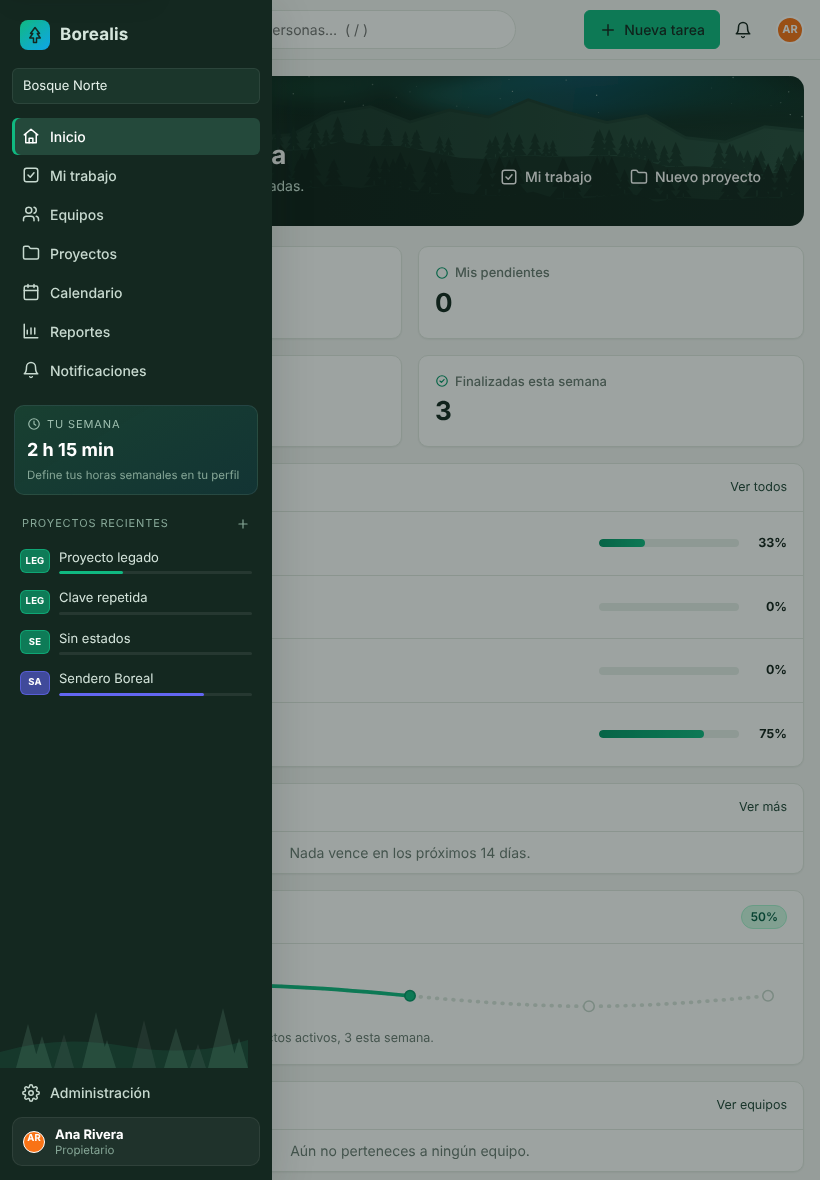 Borealis
Bosque Norte
Inicio
Mi trabajo
Equipos
Proyectos
Calendario
Reportes
Notificaciones
TU SEMANA
2 h 15 min
Define tus horas semanales en tu perfil
PROYECTOS RECIENTES
LEG Proyecto legado
LEG Clave repetida
SE Sin estados
SA Sendero Boreal
Administración
AR Ana Rivera
Propietario
( / )
Nueva tarea
AR
Mi trabajo
Nuevo proyecto
Mis pendientes
0
Finalizadas esta semana
3
Ver todos
33%
0%
0%
75%
Ver más
Nada vence en los próximos 14 días.
50%
activos, 3 esta semana.
Ver equipos
Aún no perteneces a ningún equipo.